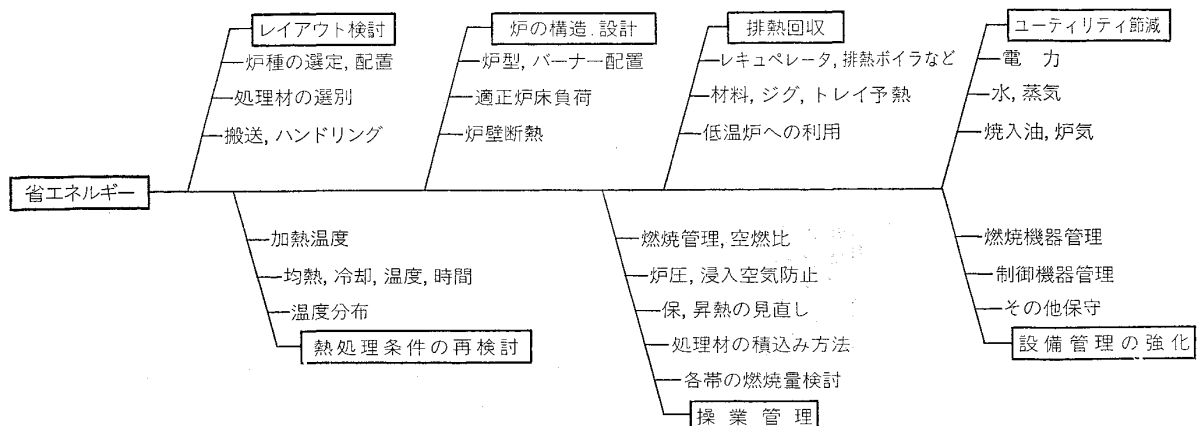 レイアウト検討
炉種の選定, 配置
処理材の選別
搬送, ハンドリング
炉の構造. 設計
炉型, バーナー配置
適正炉床負荷
炉壁断熱
排熱回収
レキュペレータ, 排熱ボイラなど
材料, ジグ, トレイ予熱
低温炉への利用
ユーティリティ節減
電 力
水, 蒸気
焼入油, 炉気
省エネルギー
加熱温度
均熱, 冷却, 温度, 時間
温度分布
熱処理条件の再検討
燃焼管理, 空燃比
炉圧, 浸入空気防止
保, 昇熱の見直し
処理材の積込み方法
各帯の燃焼量検討
操業管理
燃焼機器管理
制御機器管理
その他保守
設備管理の強化